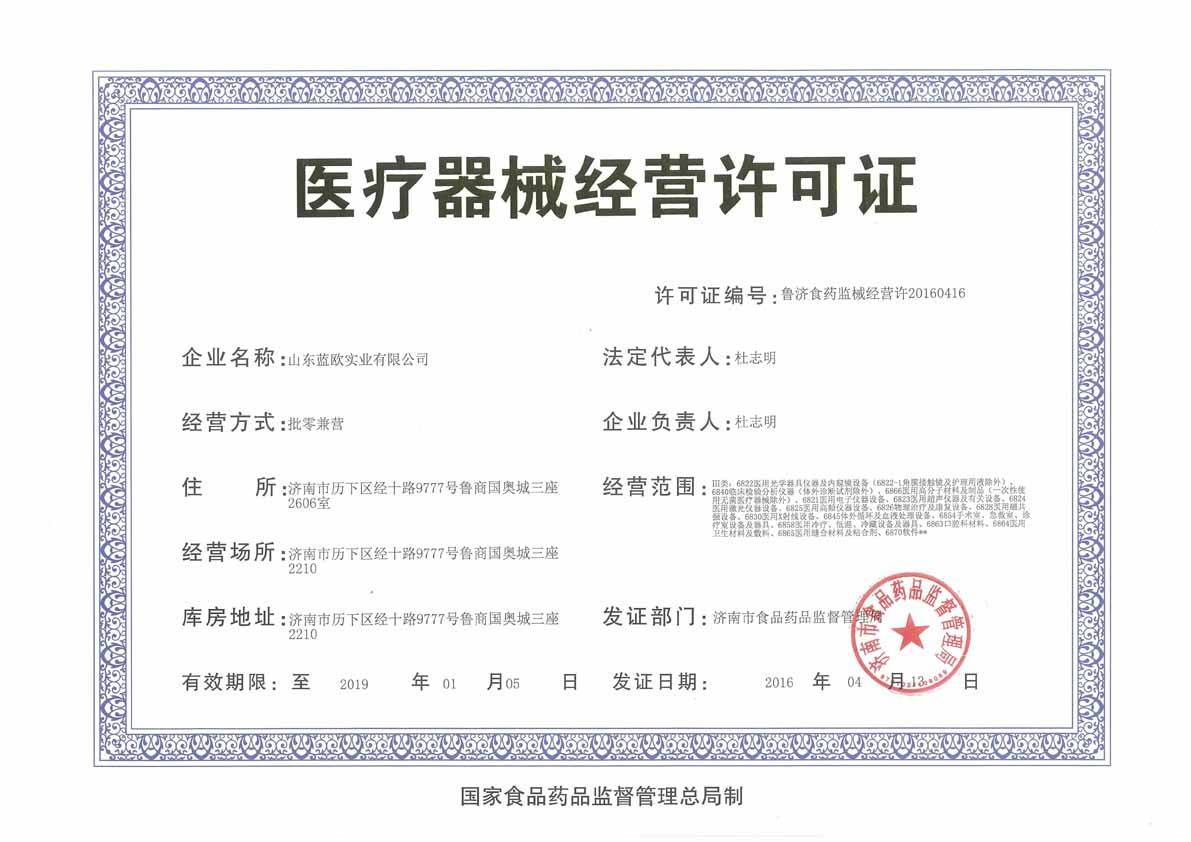 医疗器械经营许可证
许可证编号:鲁济食药监械经营许20160416
企业名称:山东蓝欧实业有限公司
法定代表人:杜志明
经营方式:批零兼营
企业负责人:杜志明
住 所:济南市历下区经十路9777号鲁商国奥城三座
2606室
经营范围:III类:6822医用光学器具仪器及内窥镜设备(6822-1角膜接触镜及护理用液除外)、
6840临床检验分析仪器(体外诊断试剂除外)、6866医用高分子材料及制品(一次性使
用无菌医疗器械除外)、6821医用电子仪器设备、6823医用超声仪器及有关设备、6824
医用激光仪器设备、6825医用高频仪器设备、6826物理治疗及康复设备、6828医用磁共
振设备、6830医用X射线设备、6845体外循环及血液处理设备、6854手术室、急救室、诊
疗室设备及器具、6858医用冷疗、低温、冷藏设备及器具、6863口腔科材料、6864医用
卫生材料及敷料、6865医用缝合材料及粘合剂、6870软件**
经营场所:济南市历下区经十路9777号鲁商国奥城三座
2210
库房地址:济南市历下区经十路9777号鲁商国奥城三座
2210
发证部门:济南市食品药品监督管理局
济南市食品药品监督管理局
有效期限: 至 2019 年 01 月 05 日
发证日期: 2016 年 04 月 13 日
国家食品药品监督管理总局制